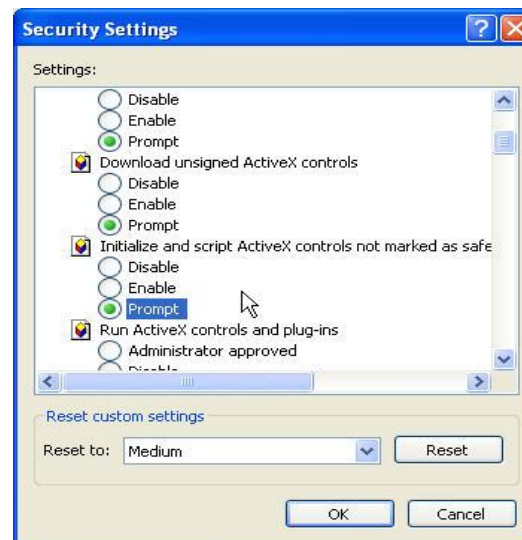 Security Settings
Settings:
Disable
Enable
Prompt
Download unsigned ActiveX controls
Disable
Enable
Prompt
Initialize and script ActiveX controls not marked as safe
Disable
Enable
Prompt
Run ActiveX controls and plug-ins
Administrator approved
Disable
Reset custom settings
Reset to:
Medium
Reset
OK
Cancel